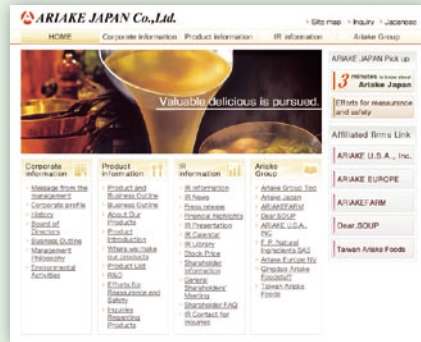 ARIAKE JAPAN Co.,Ltd.
Site map Inquiry Japanese
HOME Corporate information Product information IR information Ariake Group
Valuable delicious is pursued.
ARIAKE JAPAN Pick up
3 minutes to know about
Ariake Japan
Efforts for reassurance
and safety
Affiliated firms Link
ARIAKE U.S.A., Inc.
ARIAKE EUROPE
ARIAKEFARM
Dear.SOUP
Taiwan Ariake Foods
Corporate
information
Message from the
management
Corporate profile
History
Board of
Directors
Business Outline
Management
Philosophy
Environmental
Activities
Product
information
Product and
Business Outline
Business Outline
About Our
Products
Product
Introduction
Where we make
our products
Product List
R&D
Efforts for
Reassurance and
Safety
Inquiries
Regarding
Products
IR
information
IR information
IR News
Press release
Financial highlights
IR Presentation
IR Calendar
IR Library
Stock Price
Shareholder
information
General
Shareholders'
Meeting
Shareholder FAQ
IR Contact for
inquiries
Ariake
Group
Ariake Group Top
Ariake Japan
ARIAKEFARM
Dear.SOUP
ARIAKE U.S.A.,
INC
F. P. Natural
Ingredients SAS
Ariake Europe NV
Qingdao Ariake
Foodstuff
Taiwan Ariake
Foods